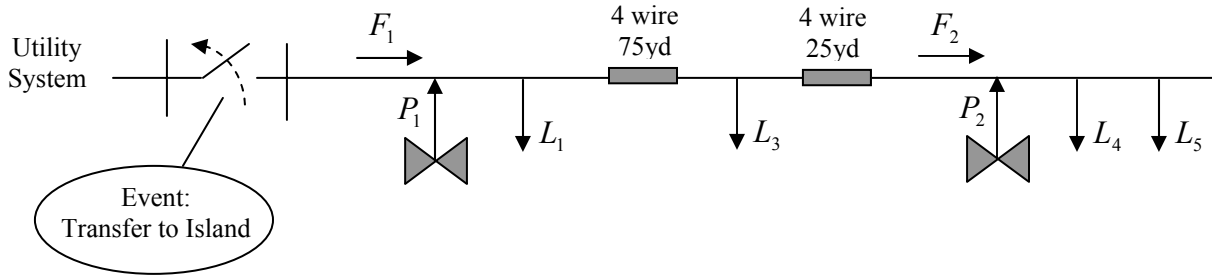 Utility
System
F1
4 wire
75yd
4 wire
25yd
F2
P1
L1
L3
P2
L4
L5
Event:
Transfer to Island